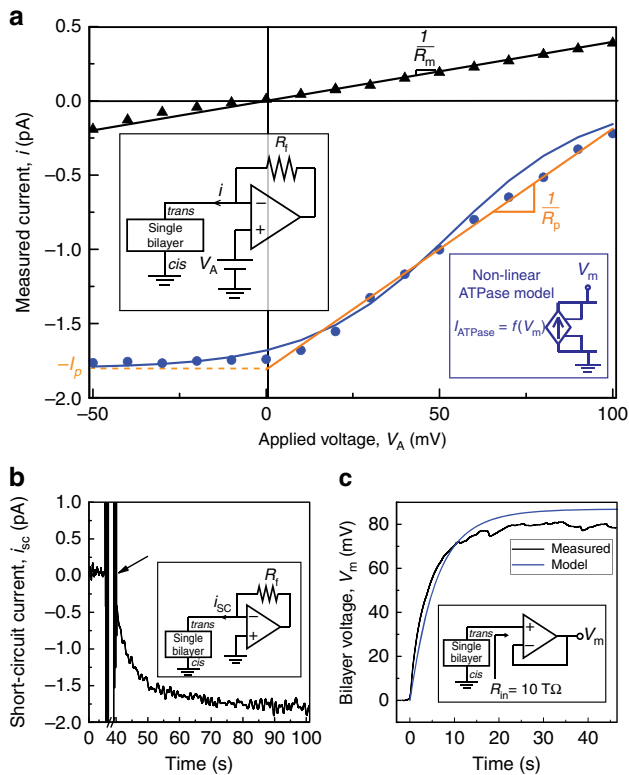 a
0.5
0.0
−0.5
−1.0
−1.5
−2.0
Measured current, i (pA)
1
Rm
Rf
i
trans
Single
bilayer
cis
VA
−
+
1
Rp
Non-linear
ATPase model
Vm
IATPase = f(Vm)
−Ip
−50
0
50
100
Applied voltage, VA (mV)
b
1.0
0.5
0.0
−0.5
−1.0
−1.5
−2.0
Short-circuit current, isc (pA)
Rf
iSC
trans
Single
bilayer
cis
−
+
0
40
50
60
70
80
90
100
Time (s)
c
80
60
40
20
0
Bilayer voltage, Vm (mV)
Measured
Model
+
−
Vm
trans
Single
bilayer
cis
Rin= 10 TΩ
0
10
20
30
40
Time (s)